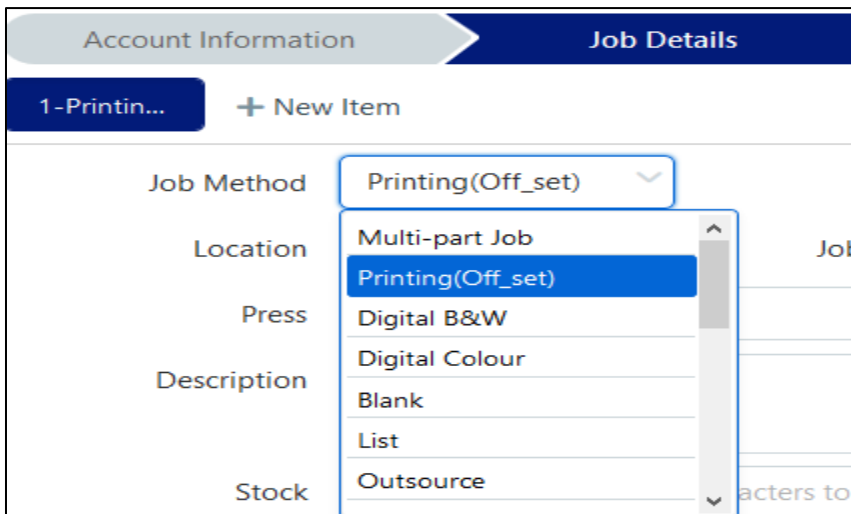 Account Information
Job Details
1-Printin...
+ New Item
Job Method
Printing(Off_set)
Multi-part Job
Location
Job
Printing(Off_set)
Press
Digital B&W
Digital Colour
Description
Blank
List
Stock
Outsource
acters to